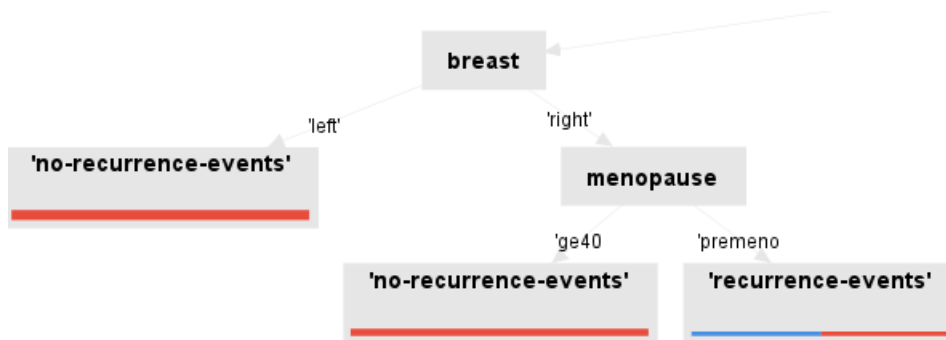 breast
'left'
'right'
'no-recurrence-events'
menopause
'ge40
'premeno
'no-recurrence-events'
'recurrence-events'